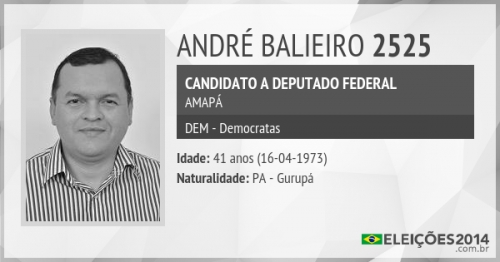 ANDRÉ BALIEIRO 2525
CANDIDATO A DEPUTADO FEDERAL
AMAPÁ
DEM - Democratas
Idade: 41 anos (16-04-1973)
Naturalidade: PA - Gurupá
ELEIÇÕES2014
.com.br